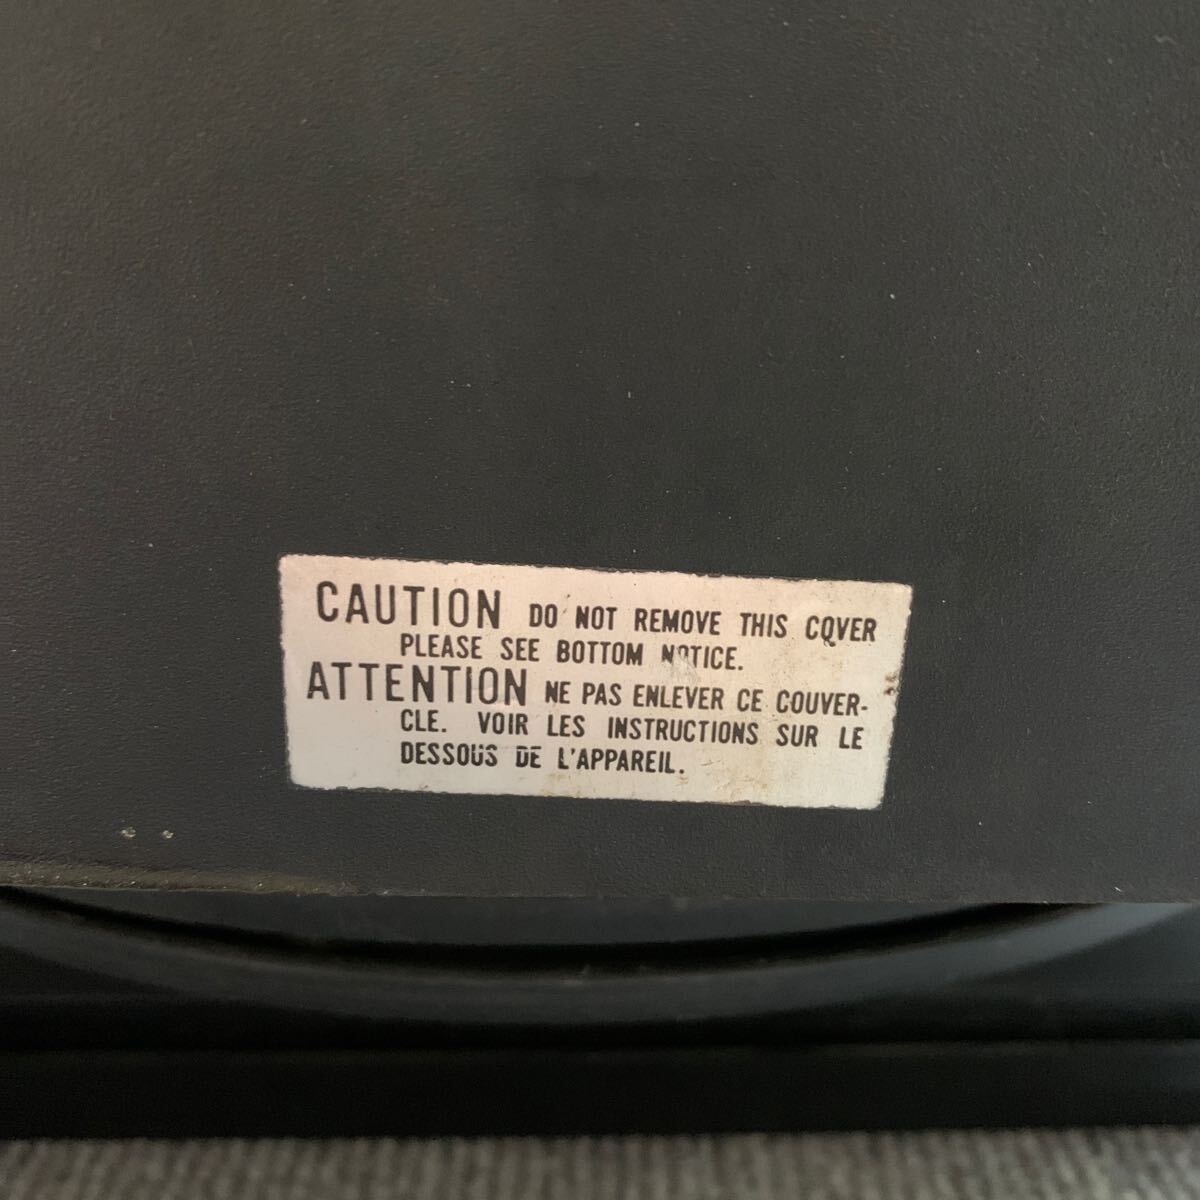 CAUTION DO NOT REMOVE THIS COVER
PLEASE SEE BOTTOM NOTICE.
ATTENTION NE PAS ENLEVER CE COUVER-
CLE. VOIR LES INSTRUCTIONS SUR LE
DESSOUS DE L'APPAREIL.